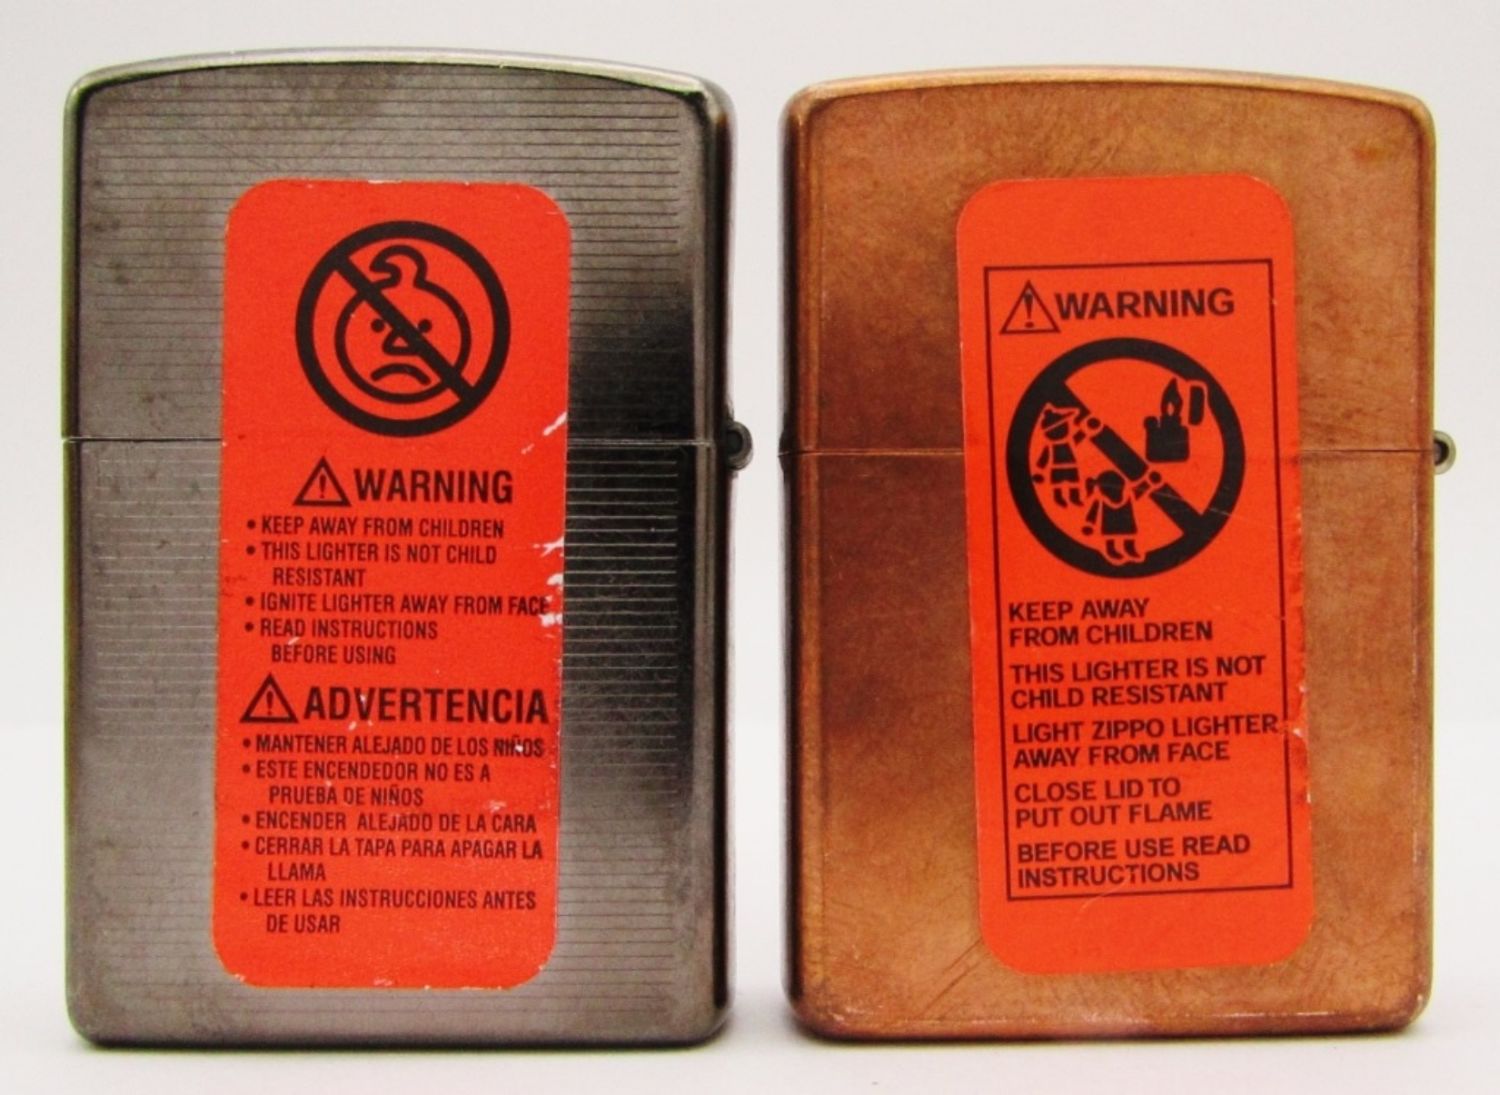 WARNING
• KEEP AWAY FROM CHILDREN
• THIS LIGHTER IS NOT CHILD
RESISTANT
• IGNITE LIGHTER AWAY FROM FACE
• READ INSTRUCTIONS
BEFORE USING
ADVERTENCIA
• MANTENER ALEJADO DE LOS NIÑOS
• ESTE ENCENDEDOR NO ES A
PRUEBA DE NIÑOS
• ENCENDER ALEJADO DE LA CARA
• CERRAR LA TAPA PARA APAGAR LA
LLAMA
• LEER LAS INSTRUCCIONES ANTES
DE USAR
WARNING
KEEP AWAY
FROM CHILDREN
THIS LIGHTER IS NOT
CHILD RESISTANT
LIGHT ZIPPO LIGHTER
AWAY FROM FACE
CLOSE LID TO
PUT OUT FLAME
BEFORE USE READ
INSTRUCTIONS